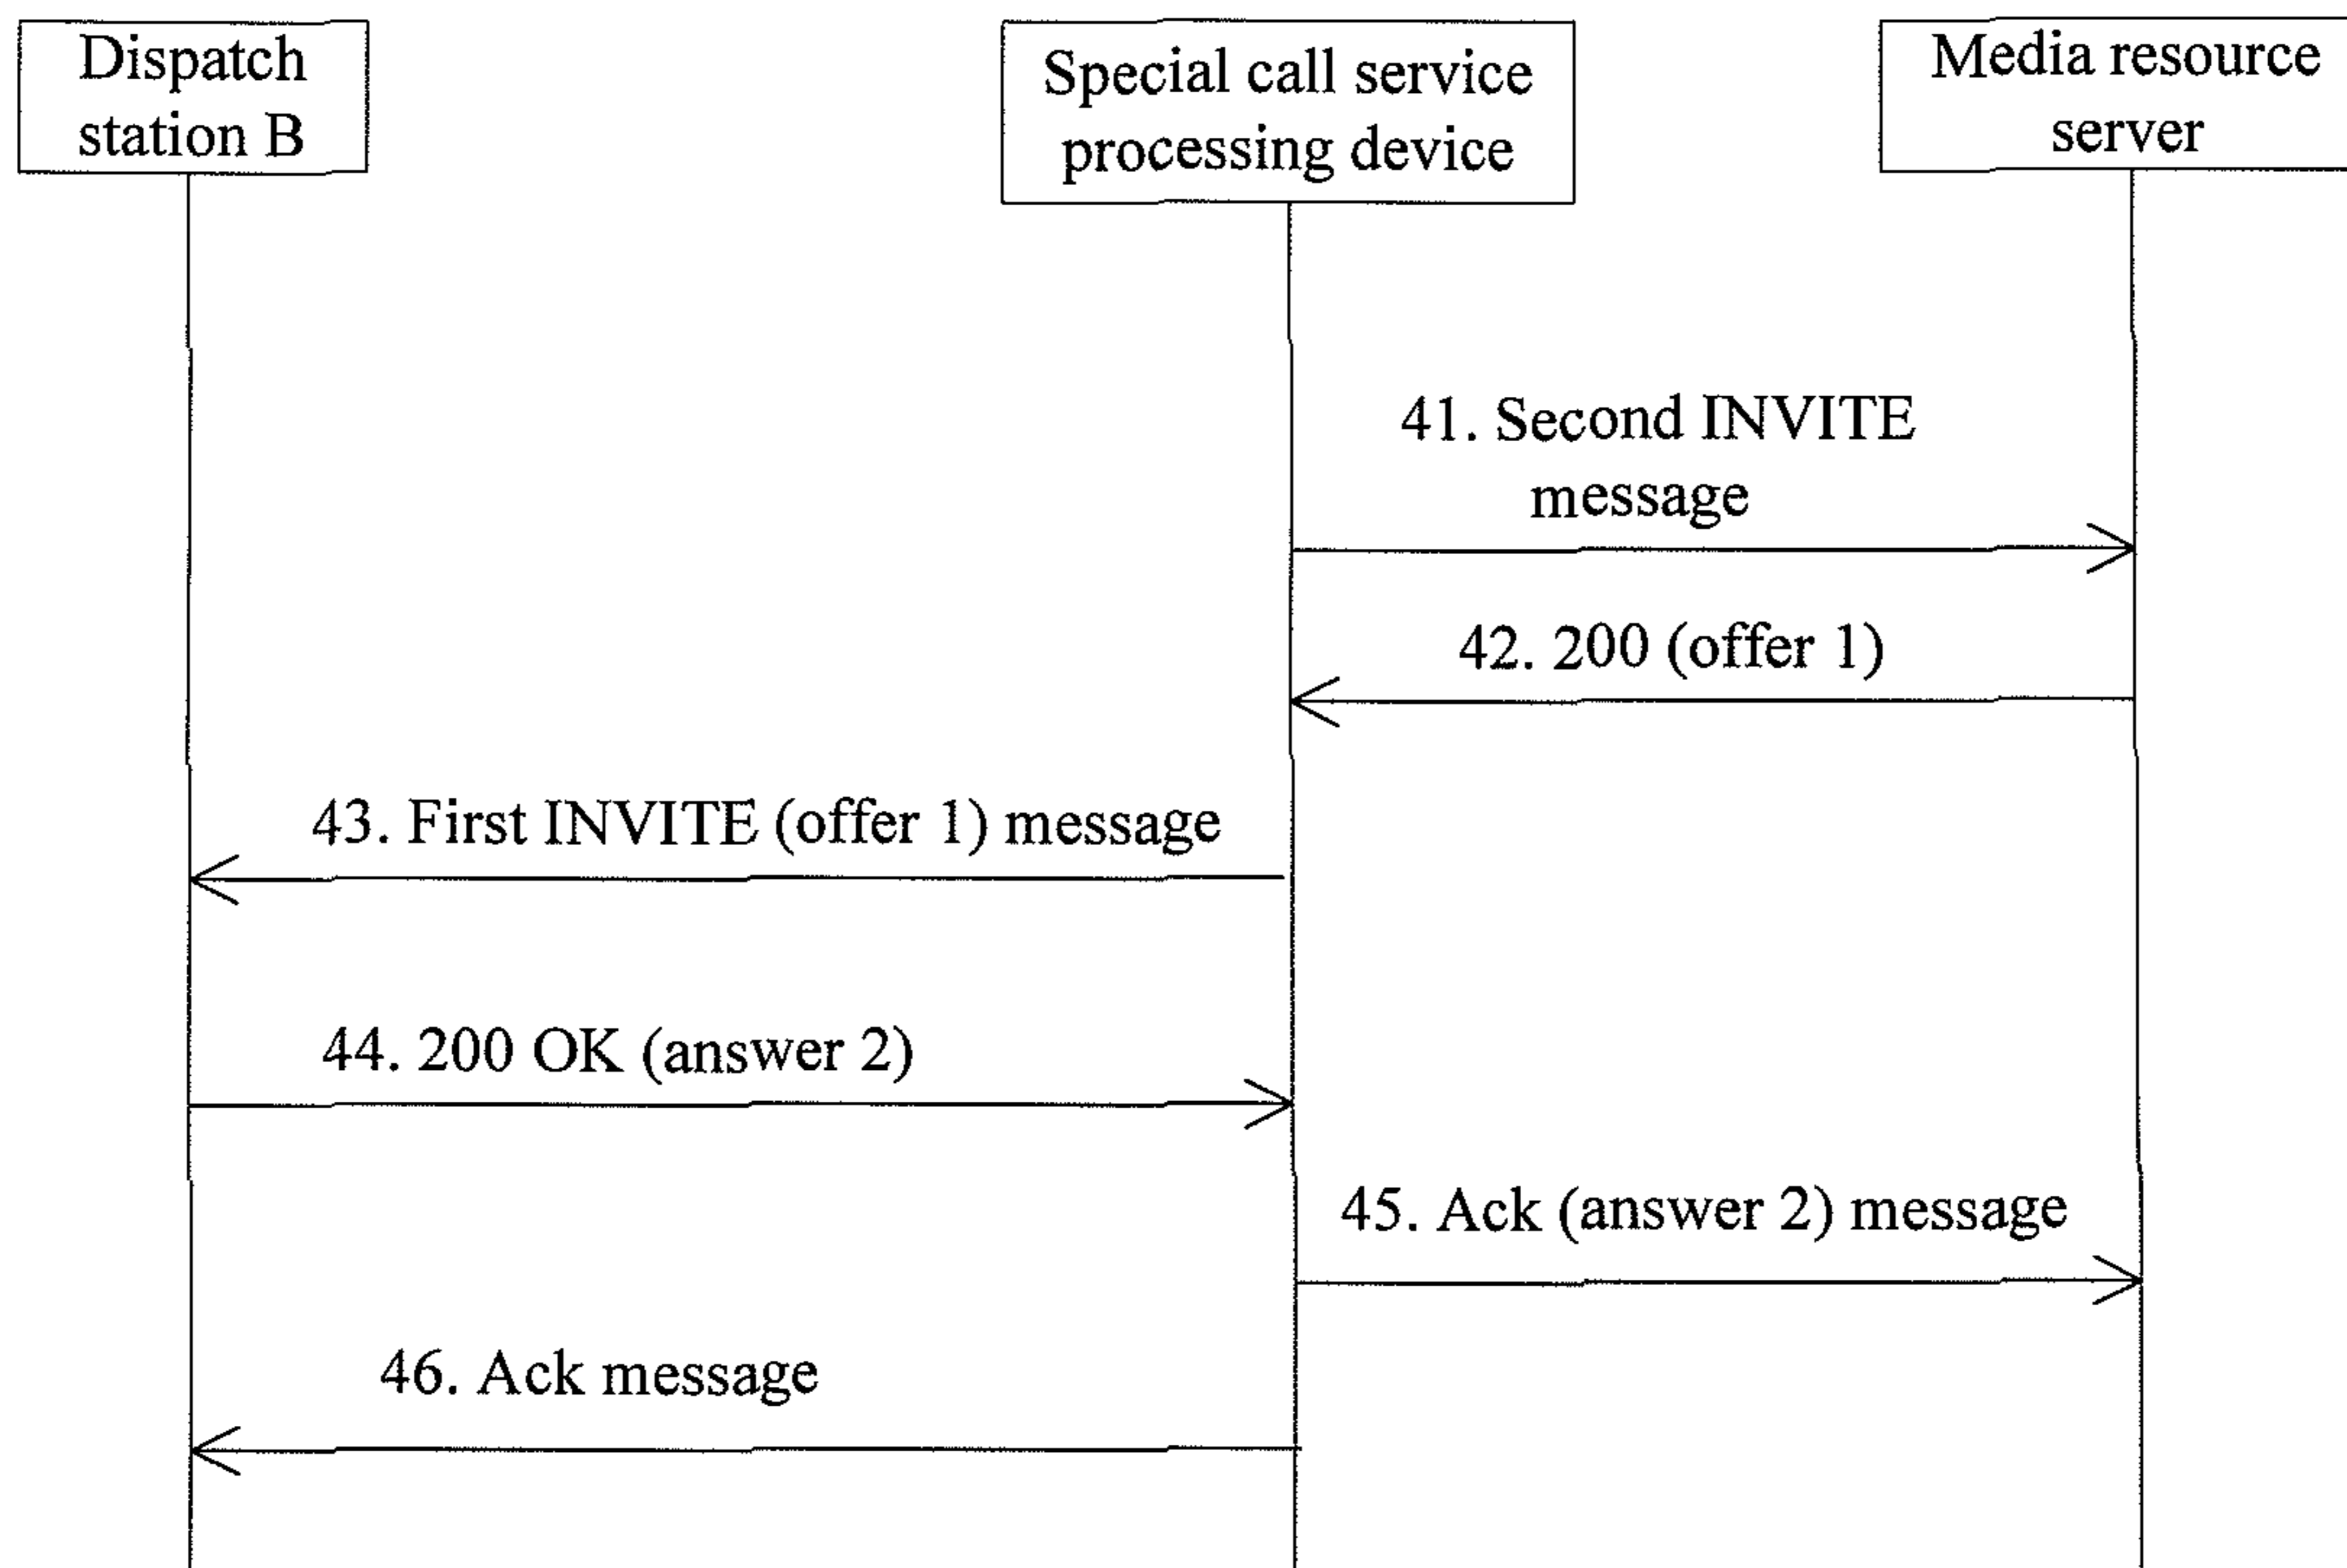 Dispatch
station B
Special call service
processing device
Media resource
server
41. Second INVITE
message
42. 200 (offer 1)
43. First INVITE (offer 1) message
44. 200 OK (answer 2)
45. Ack (answer 2) message
46. Ack message